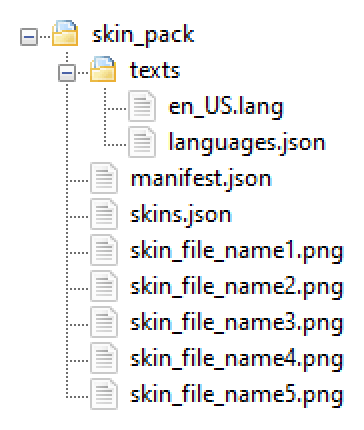 skin_pack
texts
en_US.lang
languages.json
manifest.json
skins.json
skin_file_name1.png
skin_file_name2.png
skin_file_name3.png
skin_file_name4.png
skin_file_name5.png